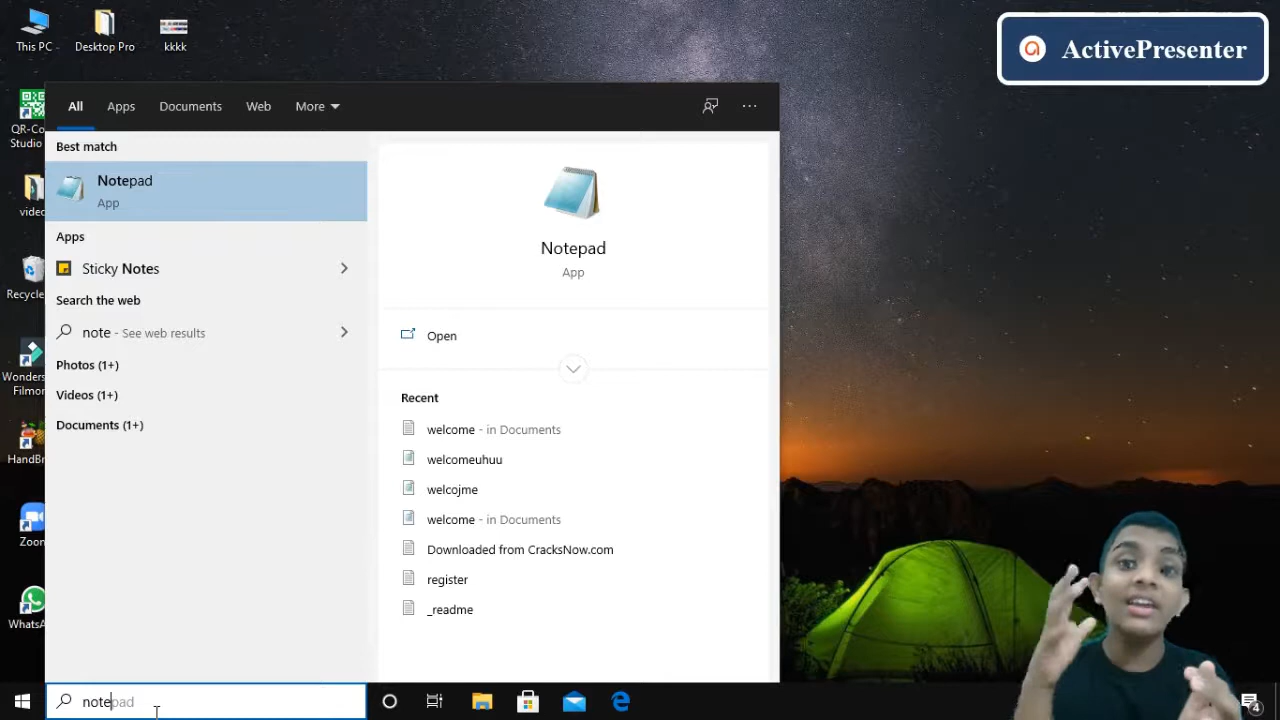 This PC
Desktop Pro
kkkk
ActivePresenter
All
Apps
Documents
Web
More
QR-Co
Studio
Best match
Notepad
App
video
Apps
Sticky Notes
Recycle
Search the web
note - See web results
Photos (1+)
Wonders
Filmor
Videos (1+)
Documents (1+)
HandBr
Zoom
WhatsA
Notepad
App
Open
Recent
welcome - in Documents
welcomeuhuu
welcojme
welcome - in Documents
Downloaded from CracksNow.com
register
_readme
notepad
4